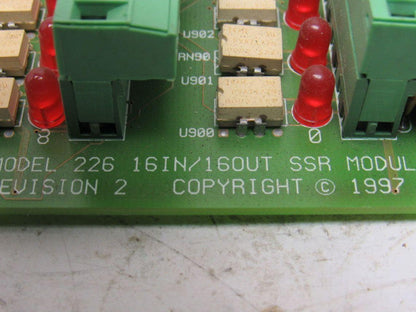 U902
RN90
U901
U900
8
0
MODEL 226 16IN/16OUT SSR MODUL
EVISION 2 COPYRIGHT © 1997